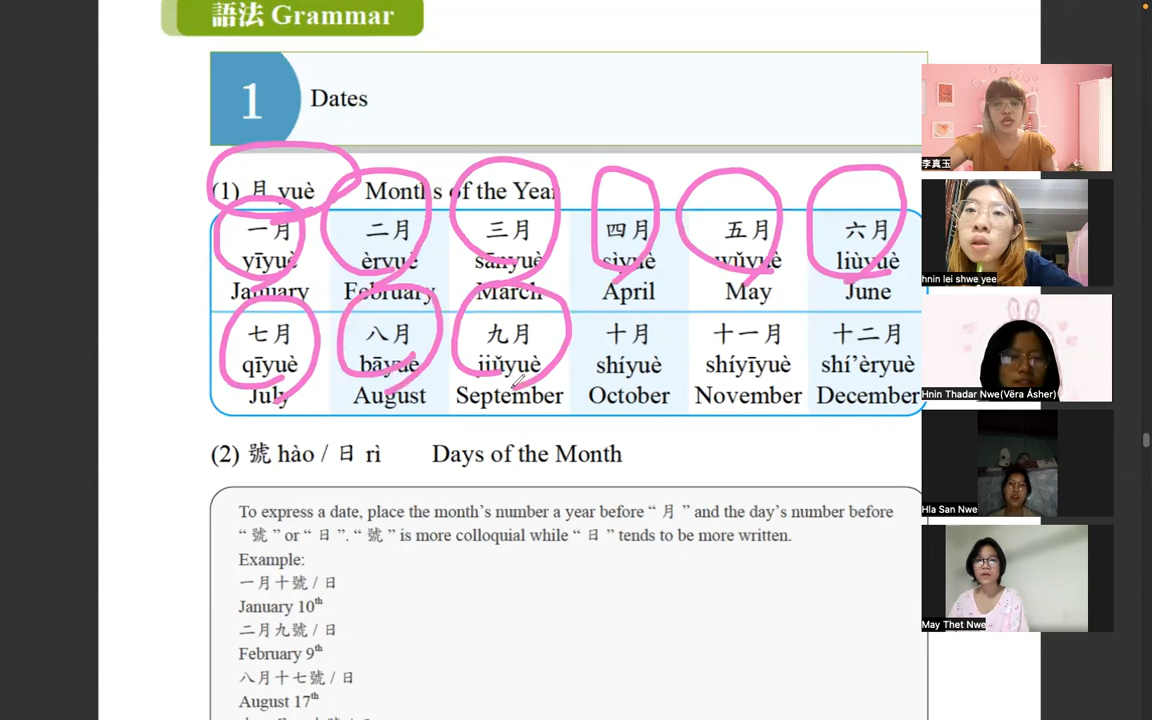 語法 Grammar
1
Dates
(1) 月 yuè Months of the Year
一月 二月 三月 四月 五月 六月
yīyuè èryuè sānyuè sìyuè wǔyuè liùyuè
January February March April May June
七月 八月 九月 十月 十一月 十二月
qīyuè bāyuè jiǔyuè shíyuè shíyīyuè shí’èryuè
July August September October November December
(2) 號 hào / 日 rì Days of the Month
To express a date, place the month’s number a year before “ 月 ” and the day’s number before
“ 號 ” or “ 日 ”. “ 號 ” is more colloquial while “ 日 ” tends to be more written.
Example:
一月十號 / 日
January 10th
二月九號 / 日
February 9th
八月十七號 / 日
August 17th
李真玉
hnin lei shwe yee
Hnin Thadar Nwe(Vëra Äsher)
Hla San Nwe
May Thet Nwe